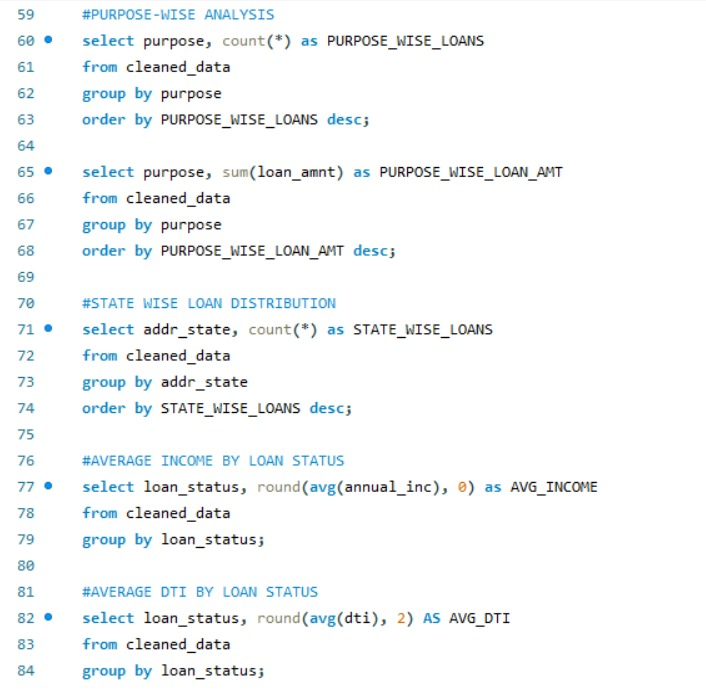 59 #PURPOSE-WISE ANALYSIS
60 select purpose, count(*) as PURPOSE_WISE_LOANS
61 from cleaned_data
62 group by purpose
63 order by PURPOSE_WISE_LOANS desc;
64
65 select purpose, sum(loan_amnt) as PURPOSE_WISE_LOAN_AMT
66 from cleaned_data
67 group by purpose
68 order by PURPOSE_WISE_LOAN_AMT desc;
69
70 #STATE WISE LOAN DISTRIBUTION
71 select addr_state, count(*) as STATE_WISE_LOANS
72 from cleaned_data
73 group by addr_state
74 order by STATE_WISE_LOANS desc;
75
76 #AVERAGE INCOME BY LOAN STATUS
77 select loan_status, round(avg(annual_inc), 0) as AVG_INCOME
78 from cleaned_data
79 group by loan_status;
80
81 #AVERAGE DTI BY LOAN STATUS
82 select loan_status, round(avg(dti), 2) AS AVG_DTI
83 from cleaned_data
84 group by loan_status;